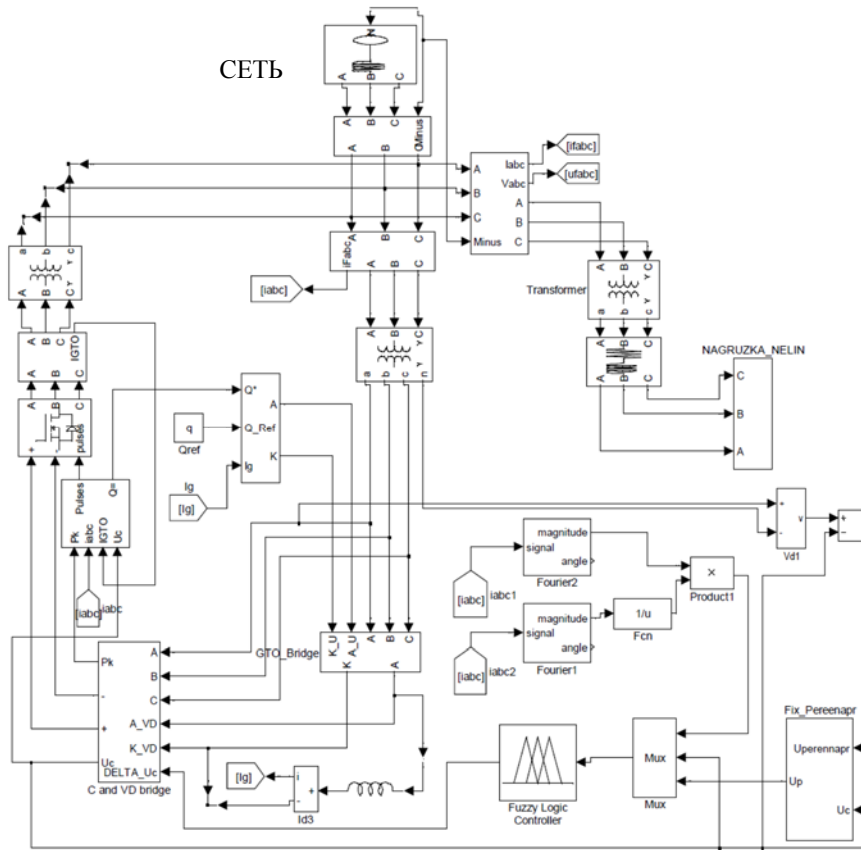 СЕТЬ
N
A B C
A B C Minus
A B C
Iabc
Vabc
A
B
C
A
B
C
Minus
[ifabc]
[ufabc]
a b c
A B C
Y Y
A B C
iFabc
A B C
[iabc]
Transformer
A B C
Y
a b c
Y
A B C
NAGRUZKA_NELIN
C
B
A
A B C
Y
a b c n
Y
A B C
IGTO
A B C
A B C
pulses
+
-
Q*
Q_Ref
Ig
A
K
q
Qref
Ig
[Ig]
Pulses
Q=
Pk
iabc
IGTO
Uc
[iabc]
iabc
+
-
v
Vd1
+
−
magnitude
signal
angle
Fourier2
[iabc]
iabc1
×
Product1
magnitude
signal
angle
Fourier1
[iabc]
iabc2
1/u
Fcn
K_U
A_U
A
B
C
K
A
GTO_Bridge
Pk
-
+
Uc
A
B
C
A_VD
K_VD
DELTA_Uc
C and VD bridge
[Ig]
i
+
-
Id3
Fuzzy Logic
Controller
Mux
Mux
Fix_Pereenapr
Uperennapr
Up
Uc